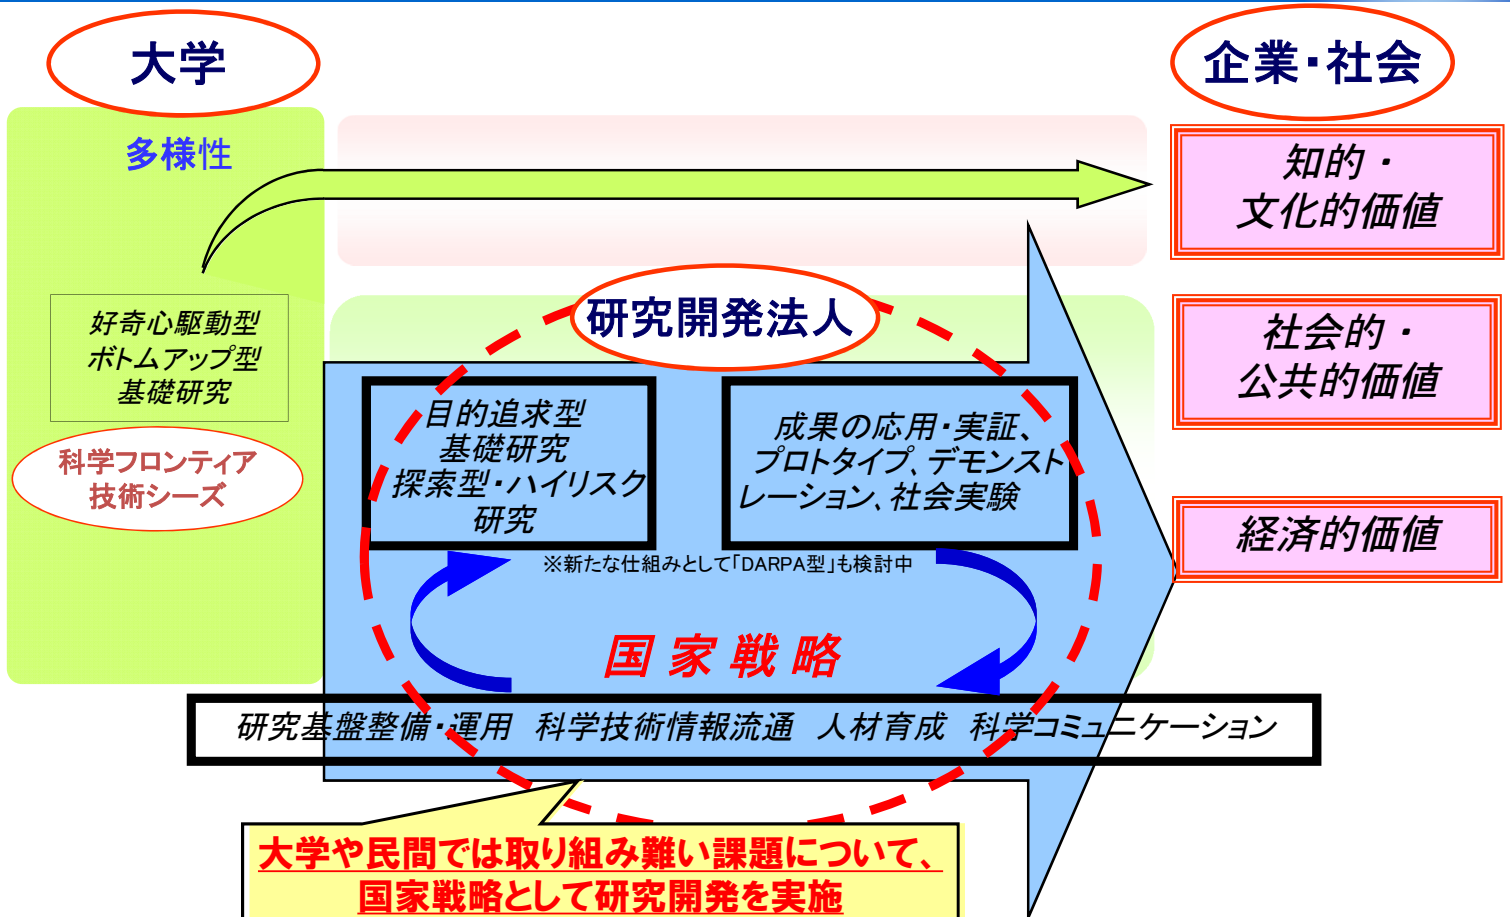 大学
企業・社会
多様性
知的・
文化的価値
好奇心駆動型
ボトムアップ型
基礎研究
研究開発法人
社会的・
公共的価値
目的追求型
基礎研究
探索型・ハイリスク
研究
成果の応用・実証、
プロトタイプ、デモンスト
レーション、社会実験
科学フロンティア
技術シーズ
経済的価値
※新たな仕組みとして「DARPA型」も検討中
国家戦略
研究基盤整備・運用 科学技術情報流通 人材育成 科学コミュニケーション
大学や民間では取り組み難い課題について、
国家戦略として研究開発を実施